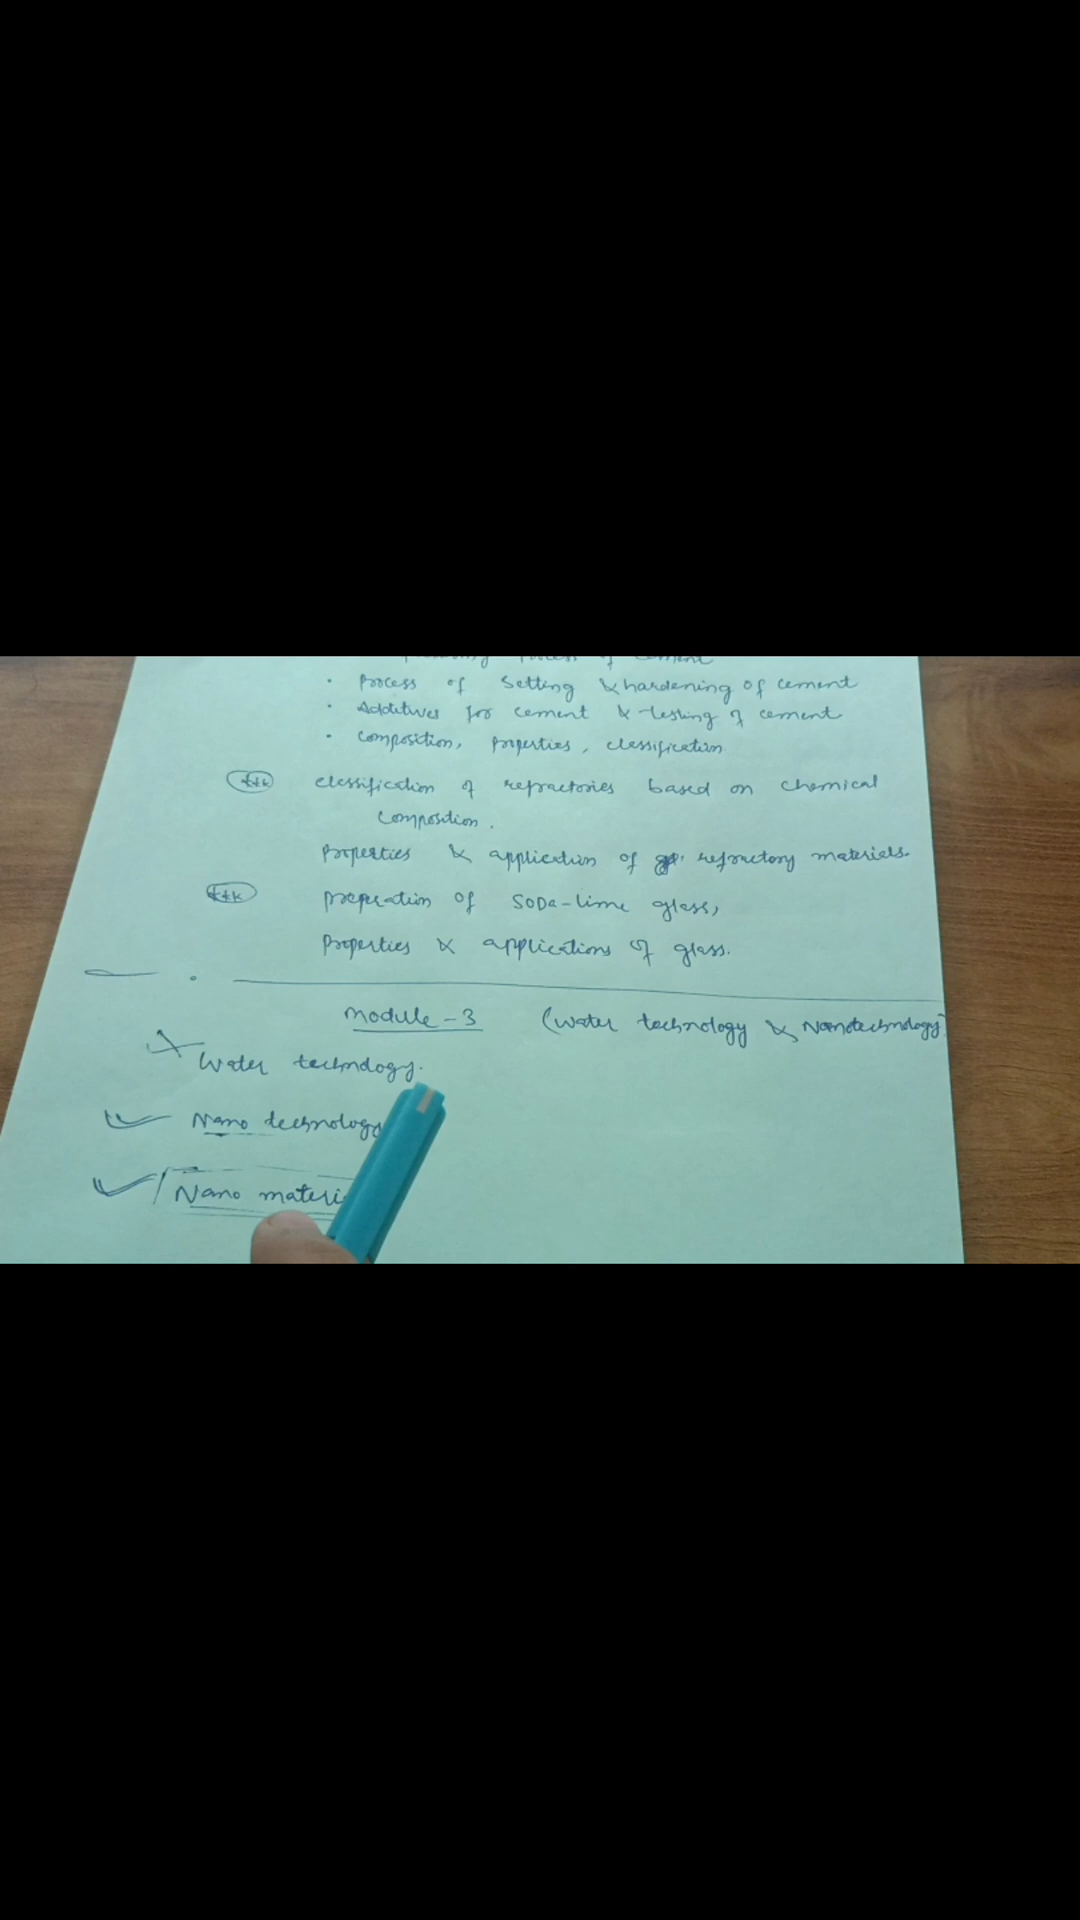 Process of Setting & hardening of cement
Additives for cement & testing of cement
Composition, Properties, classification
*** classification of refractories based on chemical
composition.
Properties & application of refractory materials.
*** preperation of SODa-lime glass,
Properties & applications of glass.
Module-3 (water technology & Nanotechnology)
Water technology.
Nano technology
Nano materi